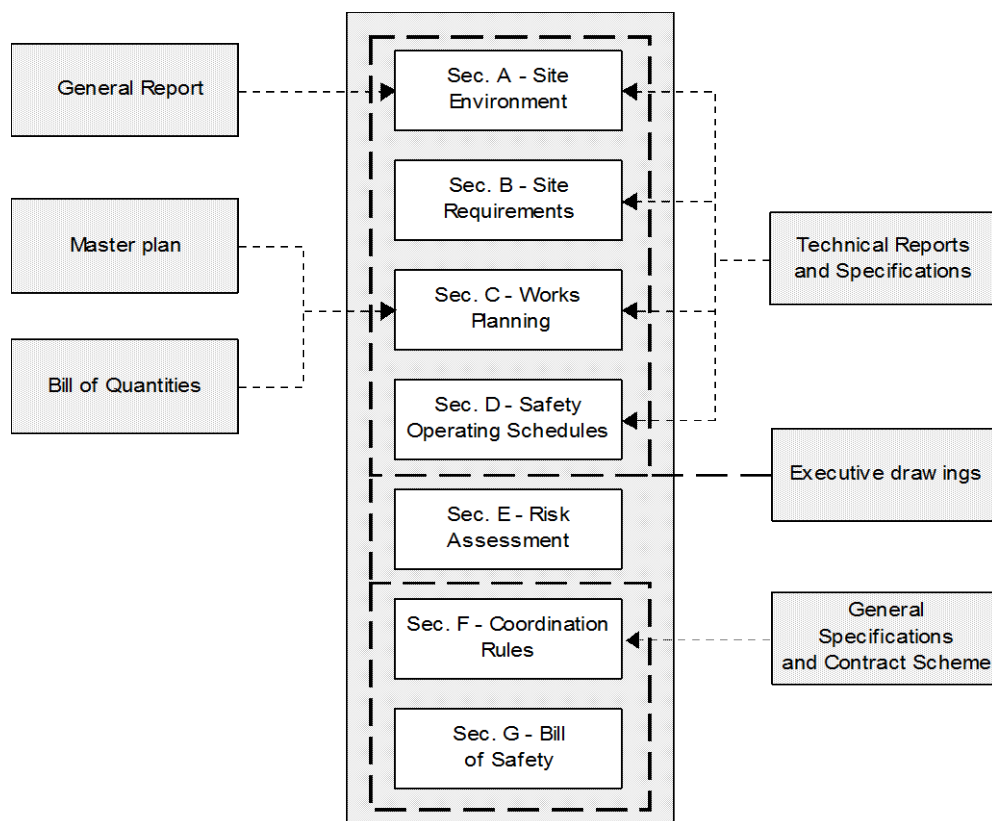 General Report
Master plan
Bill of Quantities
Sec. A - Site
Environment
Sec. B - Site
Requirements
Sec. C - Works
Planning
Sec. D - Safety
Operating Schedules
Sec. E - Risk
Assessment
Sec. F - Coordination
Rules
Sec. G - Bill
of Safety
Technical Reports
and Specifications
Executive drawings
General
Specifications
and Contract Scheme